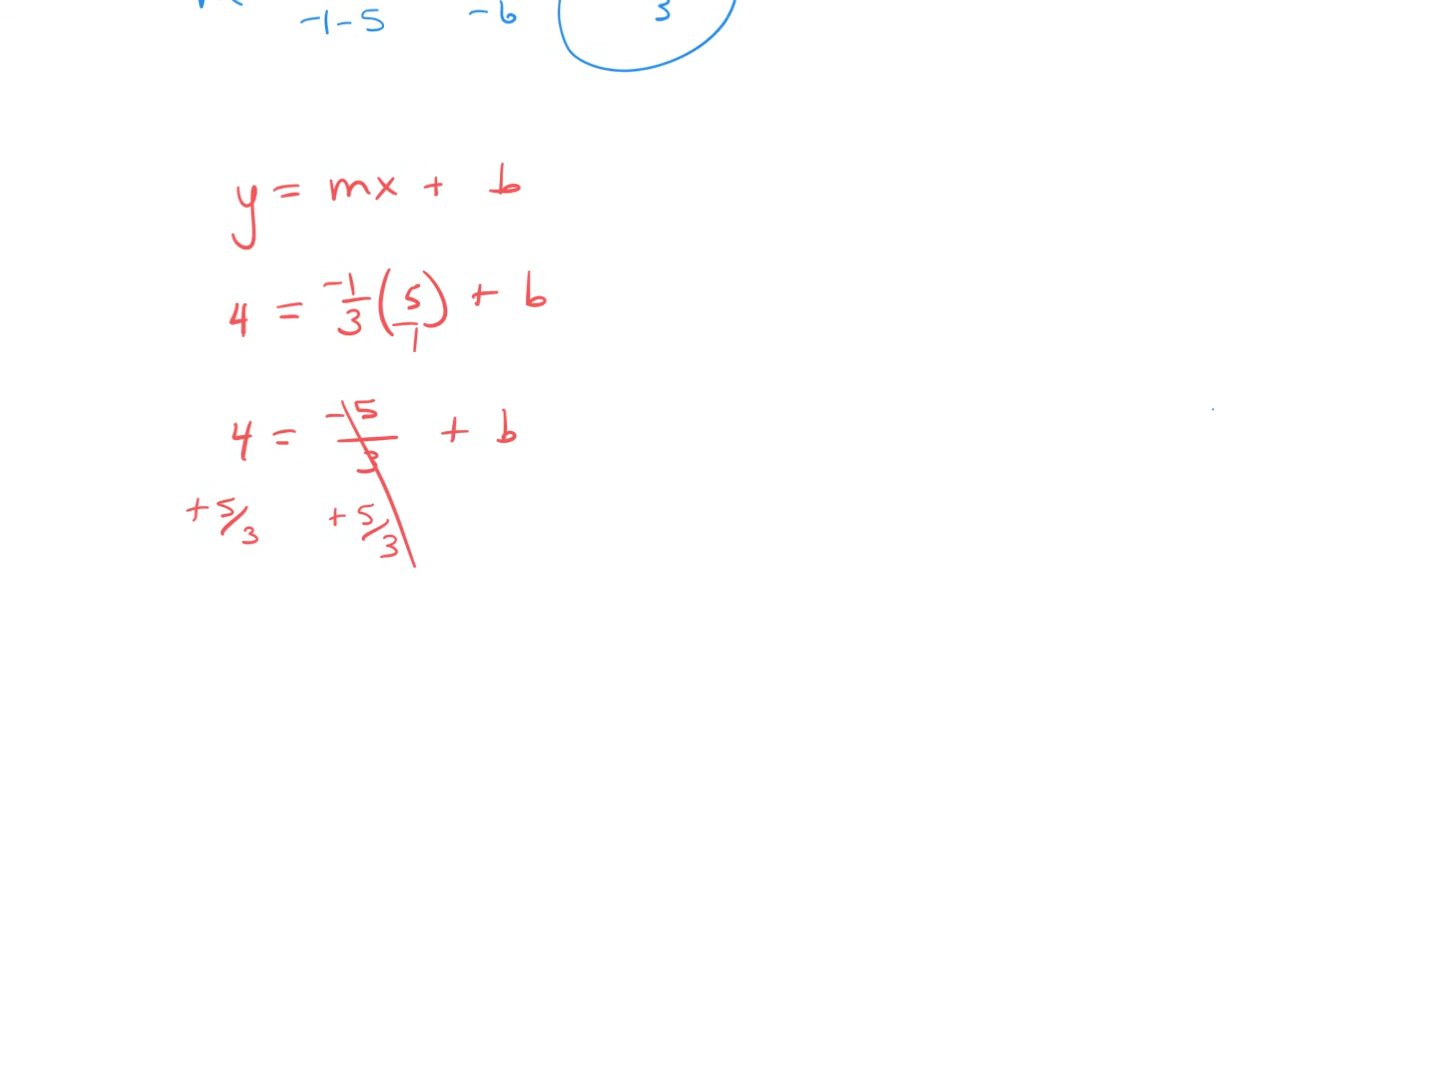 -1-5 -6 3
y = mx + b
4 = -1/3 (5/1) + b
4 = -5/3 + b
+5/3 +5/3